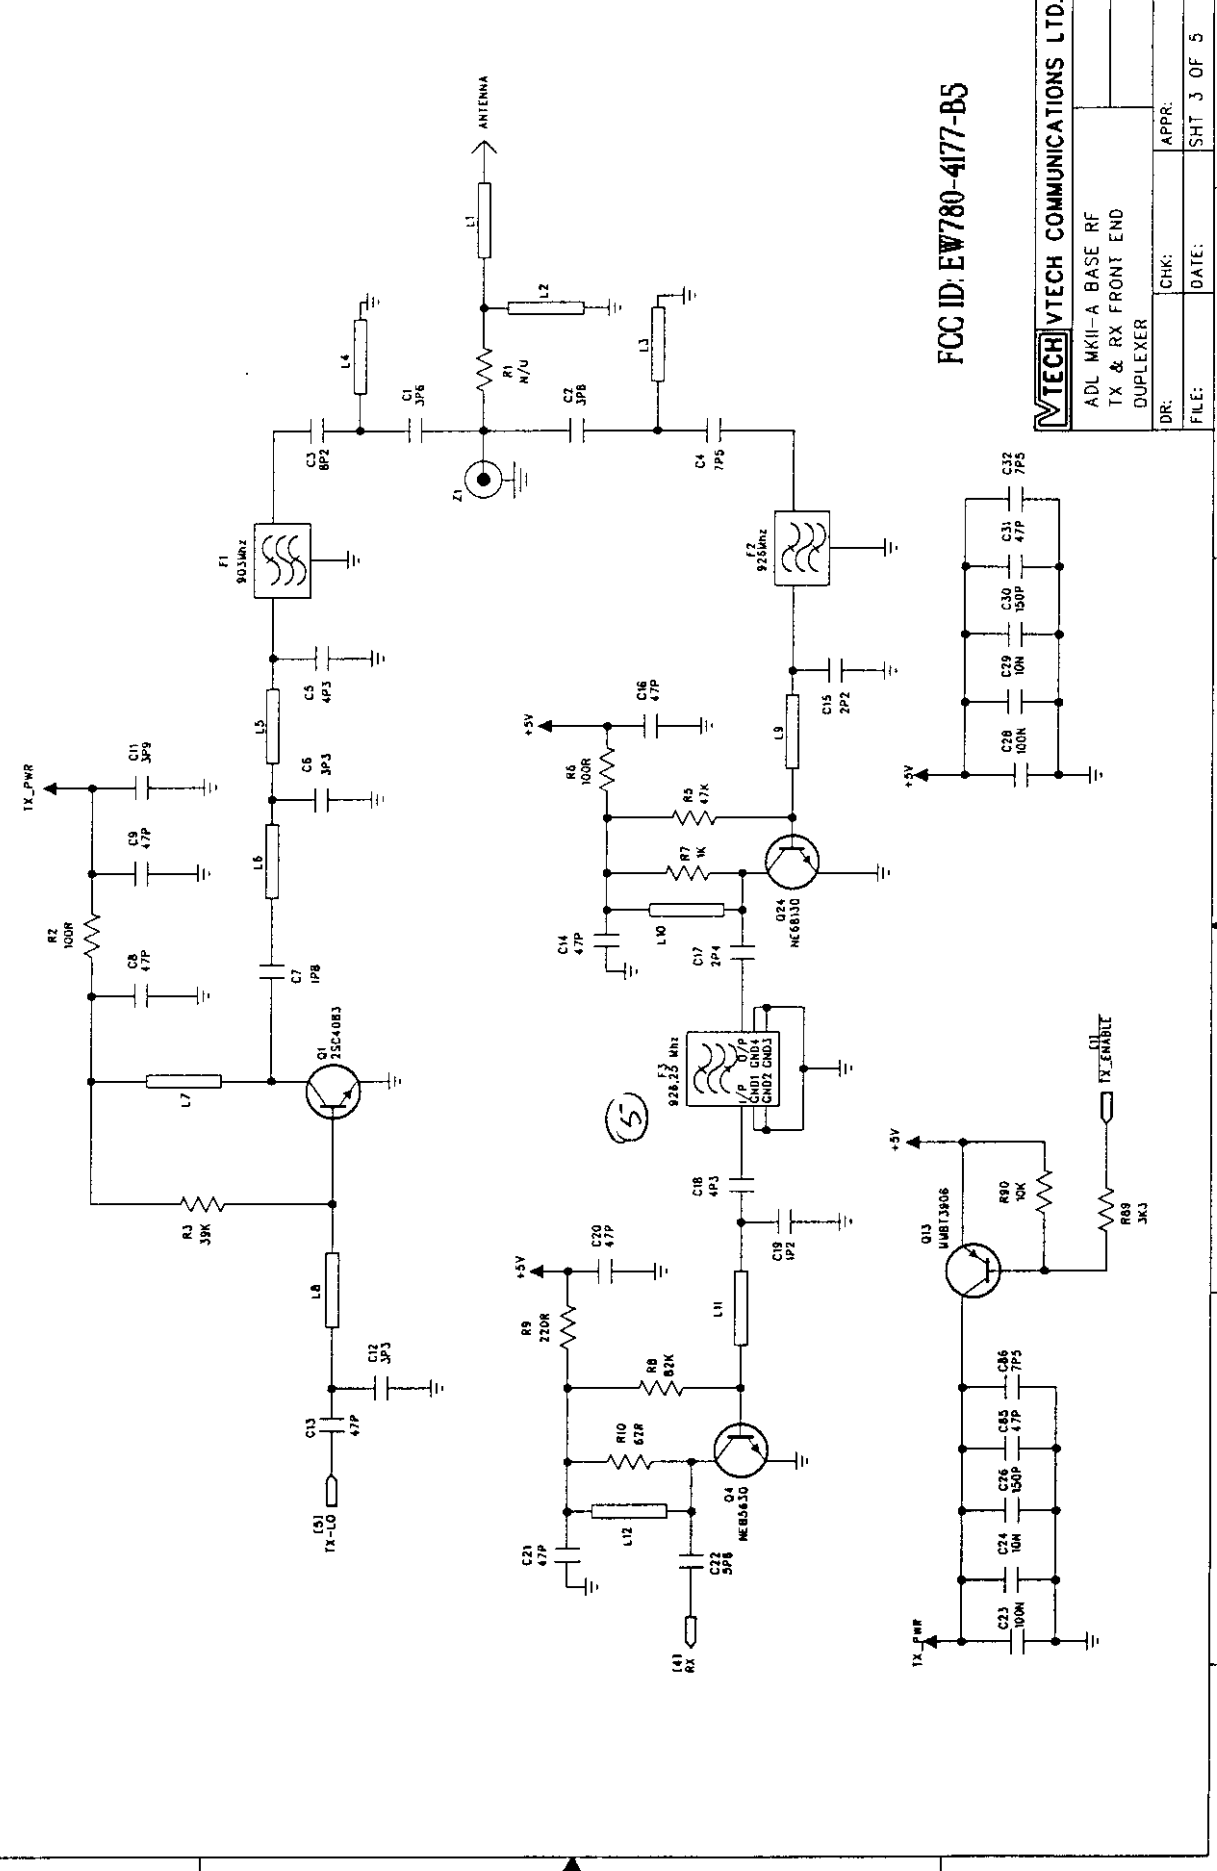 TX_PWR
R2
100R
C8
47P
C9
47P
C11
3P9
L7
R3
39K
Q1
2SC4083
C7
1P8
L6
C6
3P3
L5
C5
4P3
F1
903Mhz
C3
8P2
L4
C1
3P6
Z1
R1
N/U
L2
L1
ANTENNA
C2
3P8
L3
C4
7P5
F2
926Mhz
[5]
TX-LO
C13
47P
C12
3P3
L8
+5V
R6
100R
C16
47P
R5
47K
R7
1K
L9
C15
2P2
C14
47P
L10
C17
2P4
Q24
NE68130
F3
926.25 Mhz
I/P O/P
GND1 GND4
GND2 GND3
(5)
C18
4P3
C19
1P2
L11
+5V
R9
220R
C20
47P
R8
82K
R10
62R
C21
47P
L12
C22
5P6
Q4
NE85630
[4]
RX
+5V
C28
100N
C29
10N
C30
150P
C31
47P
C32
7P5
TX_PWR
C23
100N
C24
10N
C26
150P
C85
47P
C86
7P5
Q13
MMBT3906
+5V
R90
10K
R89
3K3
[1]
TX_ENABLE
FCC ID: EW780-4177-B5
VTECH VTECH COMMUNICATIONS LTD.
ADL MKII-A BASE RF
TX & RX FRONT END
DUPLEXER
DR: CHK: APPR:
FILE: DATE: SHT 3 OF 5